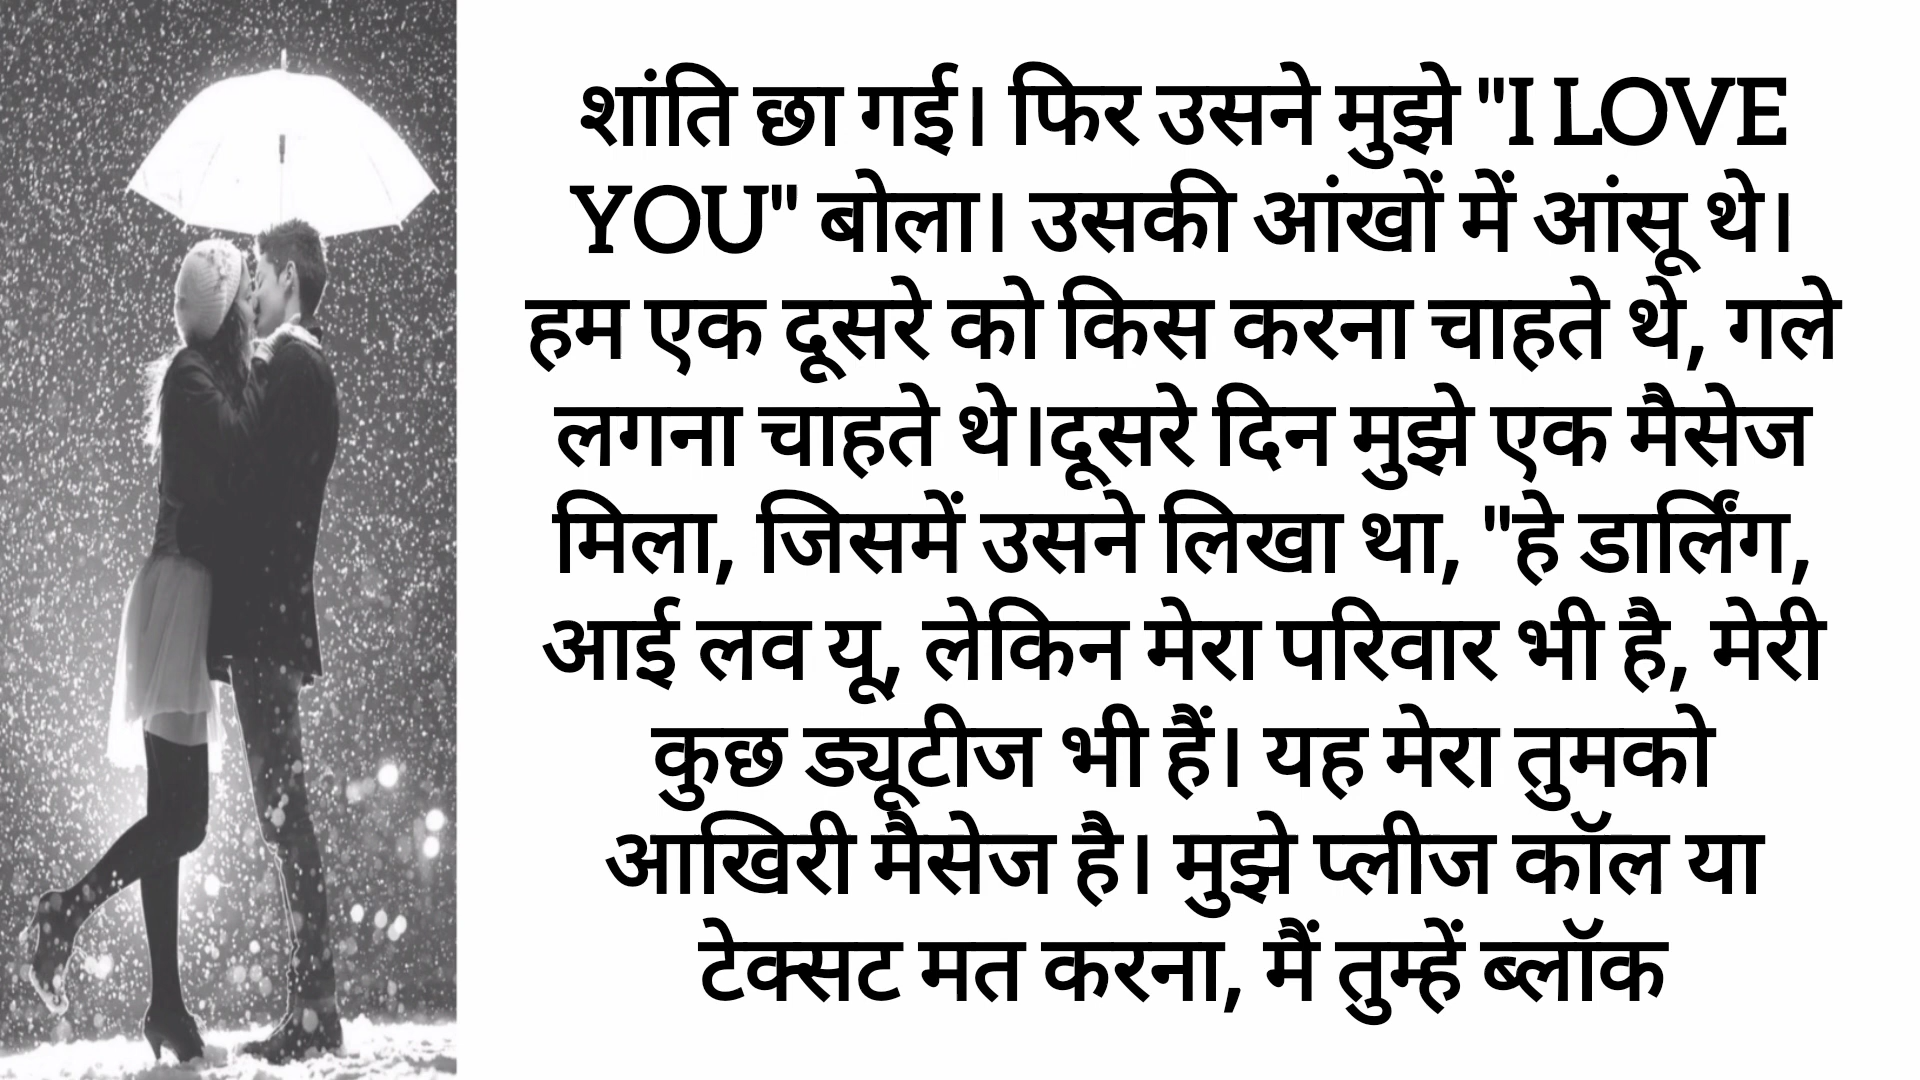 शांति छा गई। फिर उसने मुझे "I LOVE
YOU" बोला। उसकी आंखों में आंसू थे।
हम एक दूसरे को किस करना चाहते थे, गले
लगना चाहते थे।दूसरे दिन मुझे एक मैसेज
मिला, जिसमें उसने लिखा था, "हे डार्लिंग,
आई लव यू, लेकिन मेरा परिवार भी है, मेरी
कुछ ड्यूटीज भी हैं। यह मेरा तुमको
आखिरी मैसेज है। मुझे प्लीज कॉल या
टेक्सट मत करना, मैं तुम्हें ब्लॉक